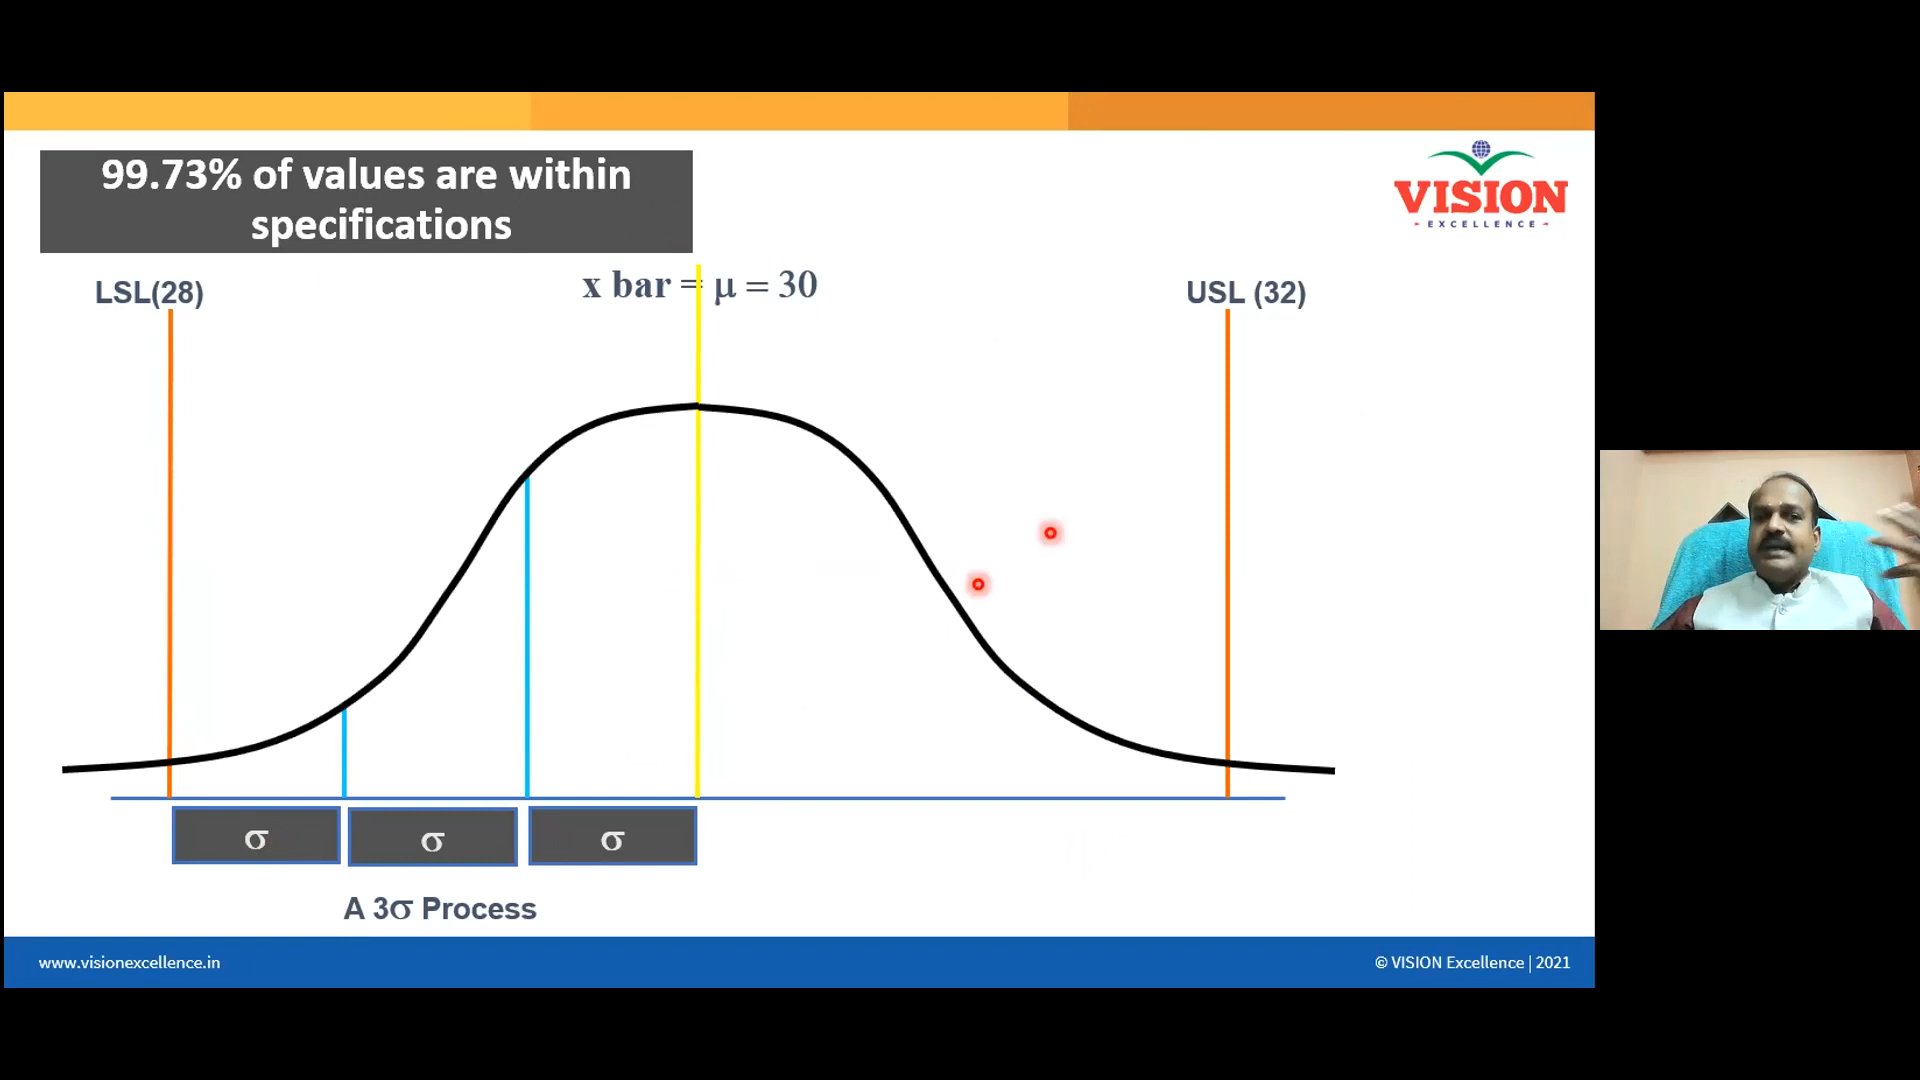 99.73% of values are within
specifications
VISION
EXCELLENCE
LSL(28)
x bar = μ = 30
USL (32)
σ
σ
σ
A 3σ Process
www.visionexcellence.in
© VISION Excellence | 2021